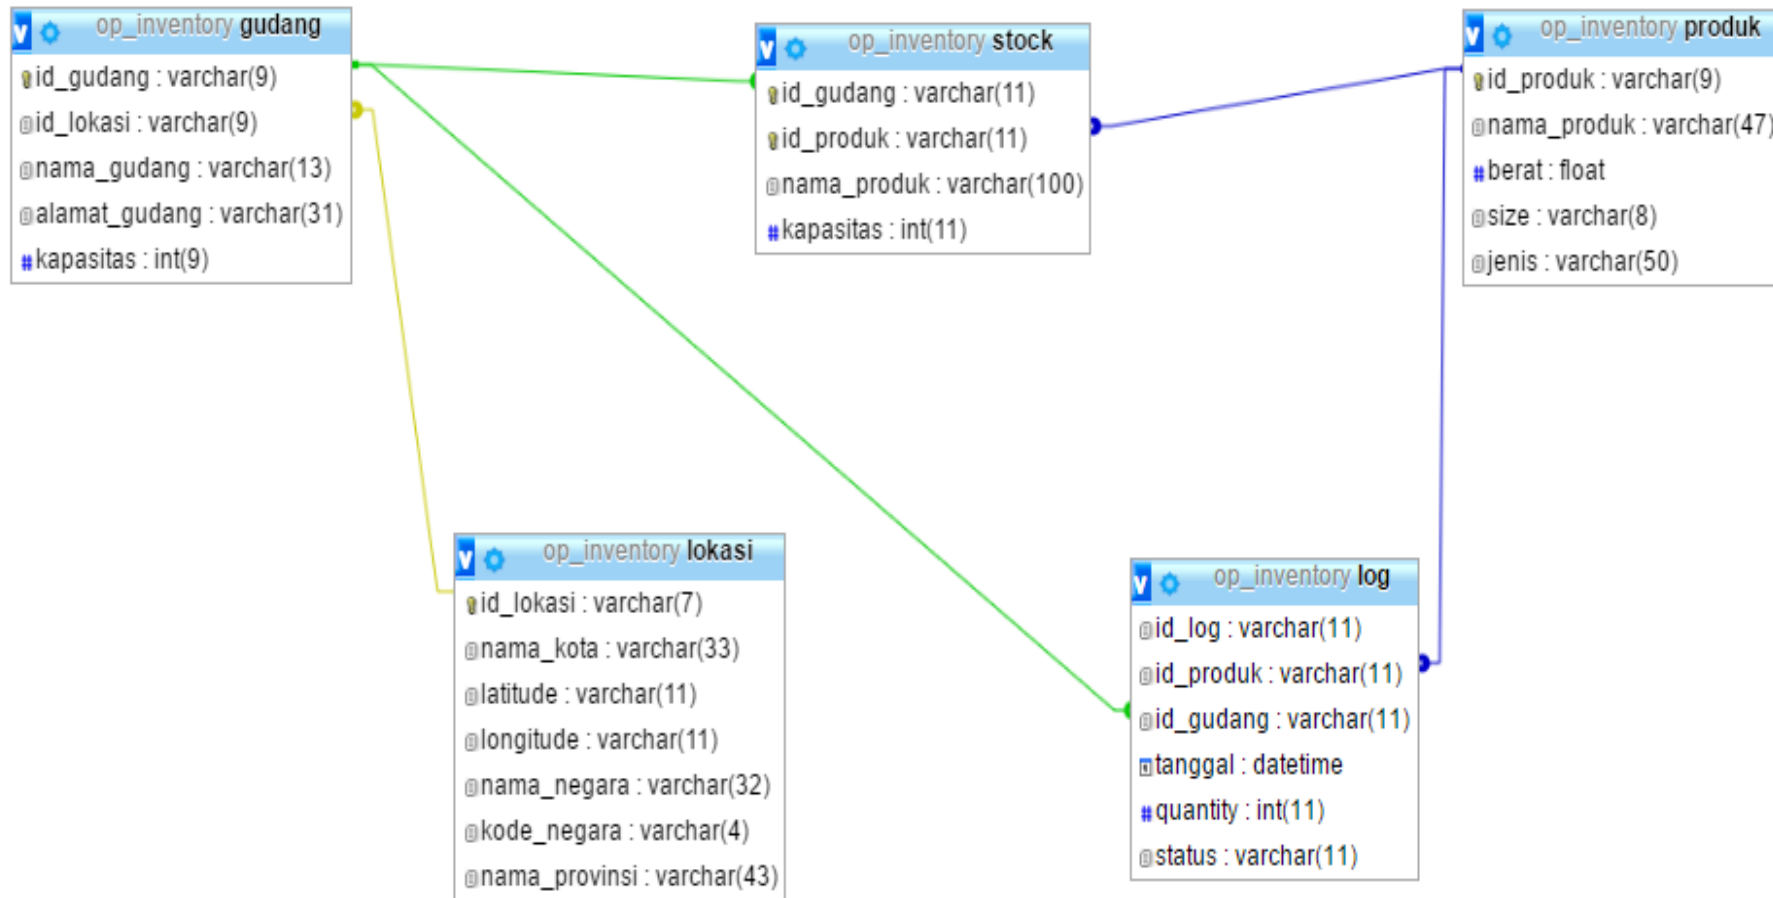 op_inventory gudang
id_gudang : varchar(9)
id_lokasi : varchar(9)
nama_gudang : varchar(13)
alamat_gudang : varchar(31)
kapasitas : int(9)
op_inventory stock
id_gudang : varchar(11)
id_produk : varchar(11)
nama_produk : varchar(100)
kapasitas : int(11)
op_inventory produk
id_produk : varchar(9)
nama_produk : varchar(47)
berat : float
size : varchar(8)
jenis : varchar(50)
op_inventory lokasi
id_lokasi : varchar(7)
nama_kota : varchar(33)
latitude : varchar(11)
longitude : varchar(11)
nama_negara : varchar(32)
kode_negara : varchar(4)
nama_provinsi : varchar(43)
op_inventory log
id_log : varchar(11)
id_produk : varchar(11)
id_gudang : varchar(11)
tanggal : datetime
quantity : int(11)
status : varchar(11)